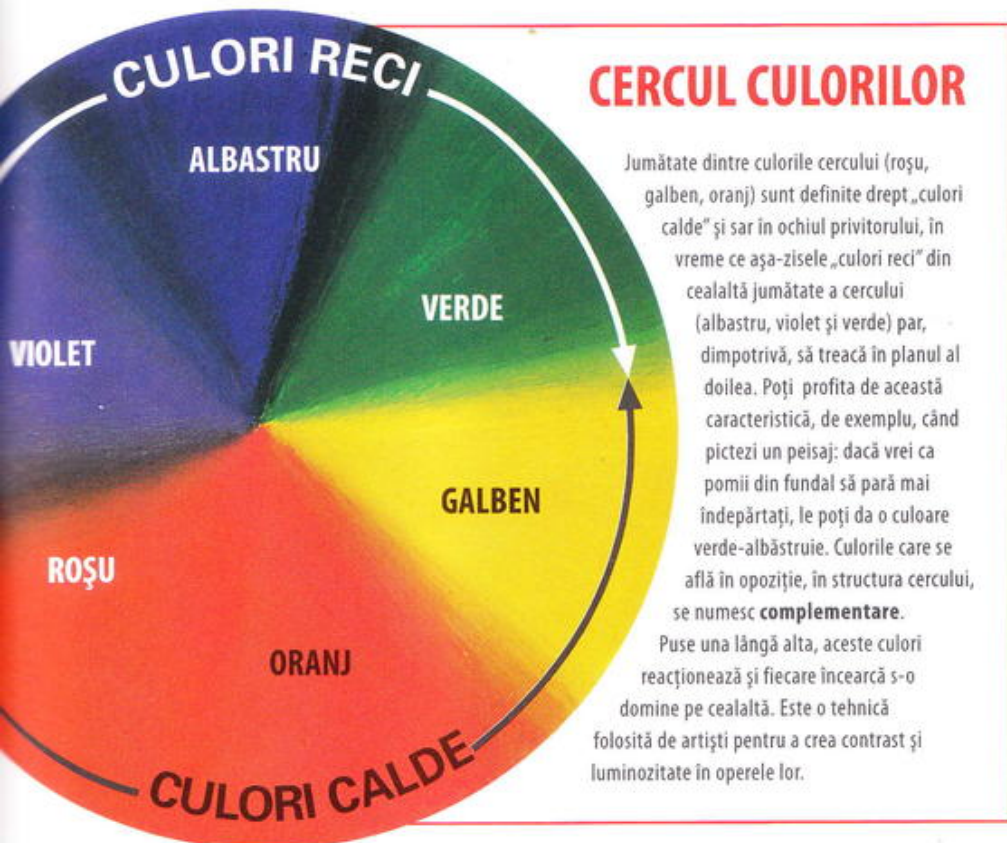 CULORI RECI
ALBASTRU
VERDE
VIOLET
GALBEN
ROŞU
ORANJ
CULORI CALDE
CERCUL CULORILOR
Jumătate dintre culorile cercului (roşu,
galben, oranj) sunt definite drept „culori
calde” şi sar în ochiul privitorului, în
vreme ce aşa-zisele „culori reci” din
cealaltă jumătate a cercului
(albastru, violet şi verde) par,
dimpotrivă, să treacă în planul al
doilea. Poţi profita de această
caracteristică, de exemplu, când
pictezi un peisaj: dacă vrei ca
pomii din fundal să pară mai
îndepărtaţi, le poţi da o culoare
verde-albăstruie. Culorile care se
află în opoziţie, în structura cercului,
se numesc complementare.
Puse una lângă alta, aceste culori
reacţionează şi fiecare încearcă s-o
domine pe cealaltă. Este o tehnică
folosită de artişti pentru a crea contrast şi
luminozitate în operele lor.